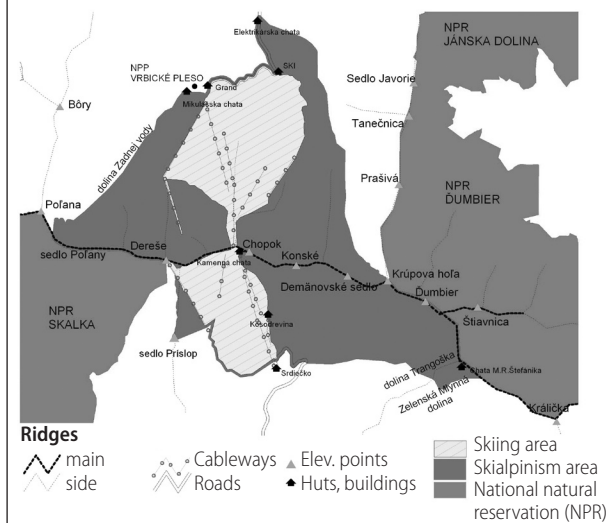 Elektrikárska chata
NPR
JÁNSKA DOLINA
NPP
VRBICKÉ PLESO
SKI
Grand
Mikulášska chata
Sedlo Javorie
Bôry
Tanečnica
dolina Zadnej vody
Prašivá
NPR
ĎUMBIER
Poľana
sedlo Poľany
Dereše
Chopok
Kamenná chata
Konské
Demänovské sedlo
Krúpova hoľa
Ďumbier
Štiavnica
NPR
SKALKA
Kosodrevina
sedlo Príslop
Srdiečko
dolina Trangoška
Chata M.R.Štefánika
Zelenská Mlynná
dolina
Králička
Ridges
main
side
Cableways
Roads
Elev. points
Huts, buildings
Skiing area
Skialpinism area
National natural
reservation (NPR)